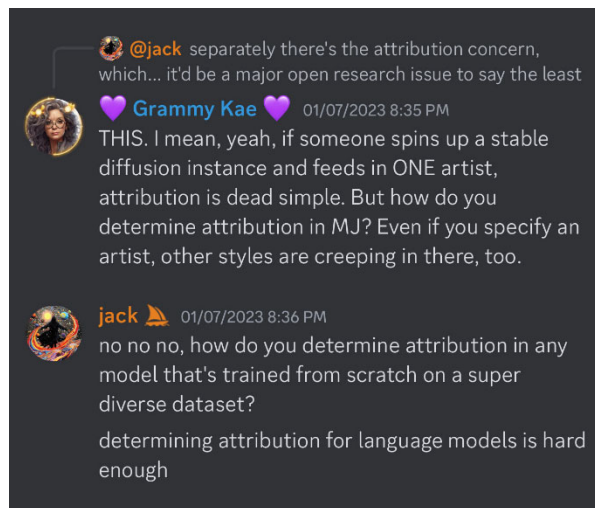 @jack separately there's the attribution concern,
which... it'd be a major open research issue to say the least
💜 Grammy Kae 💜 01/07/2023 8:35 PM
THIS. I mean, yeah, if someone spins up a stable
diffusion instance and feeds in ONE artist,
attribution is dead simple. But how do you
determine attribution in MJ? Even if you specify an
artist, other styles are creeping in there, too.
jack ⛵ 01/07/2023 8:36 PM
no no no, how do you determine attribution in any
model that's trained from scratch on a super
diverse dataset?
determining attribution for language models is hard
enough